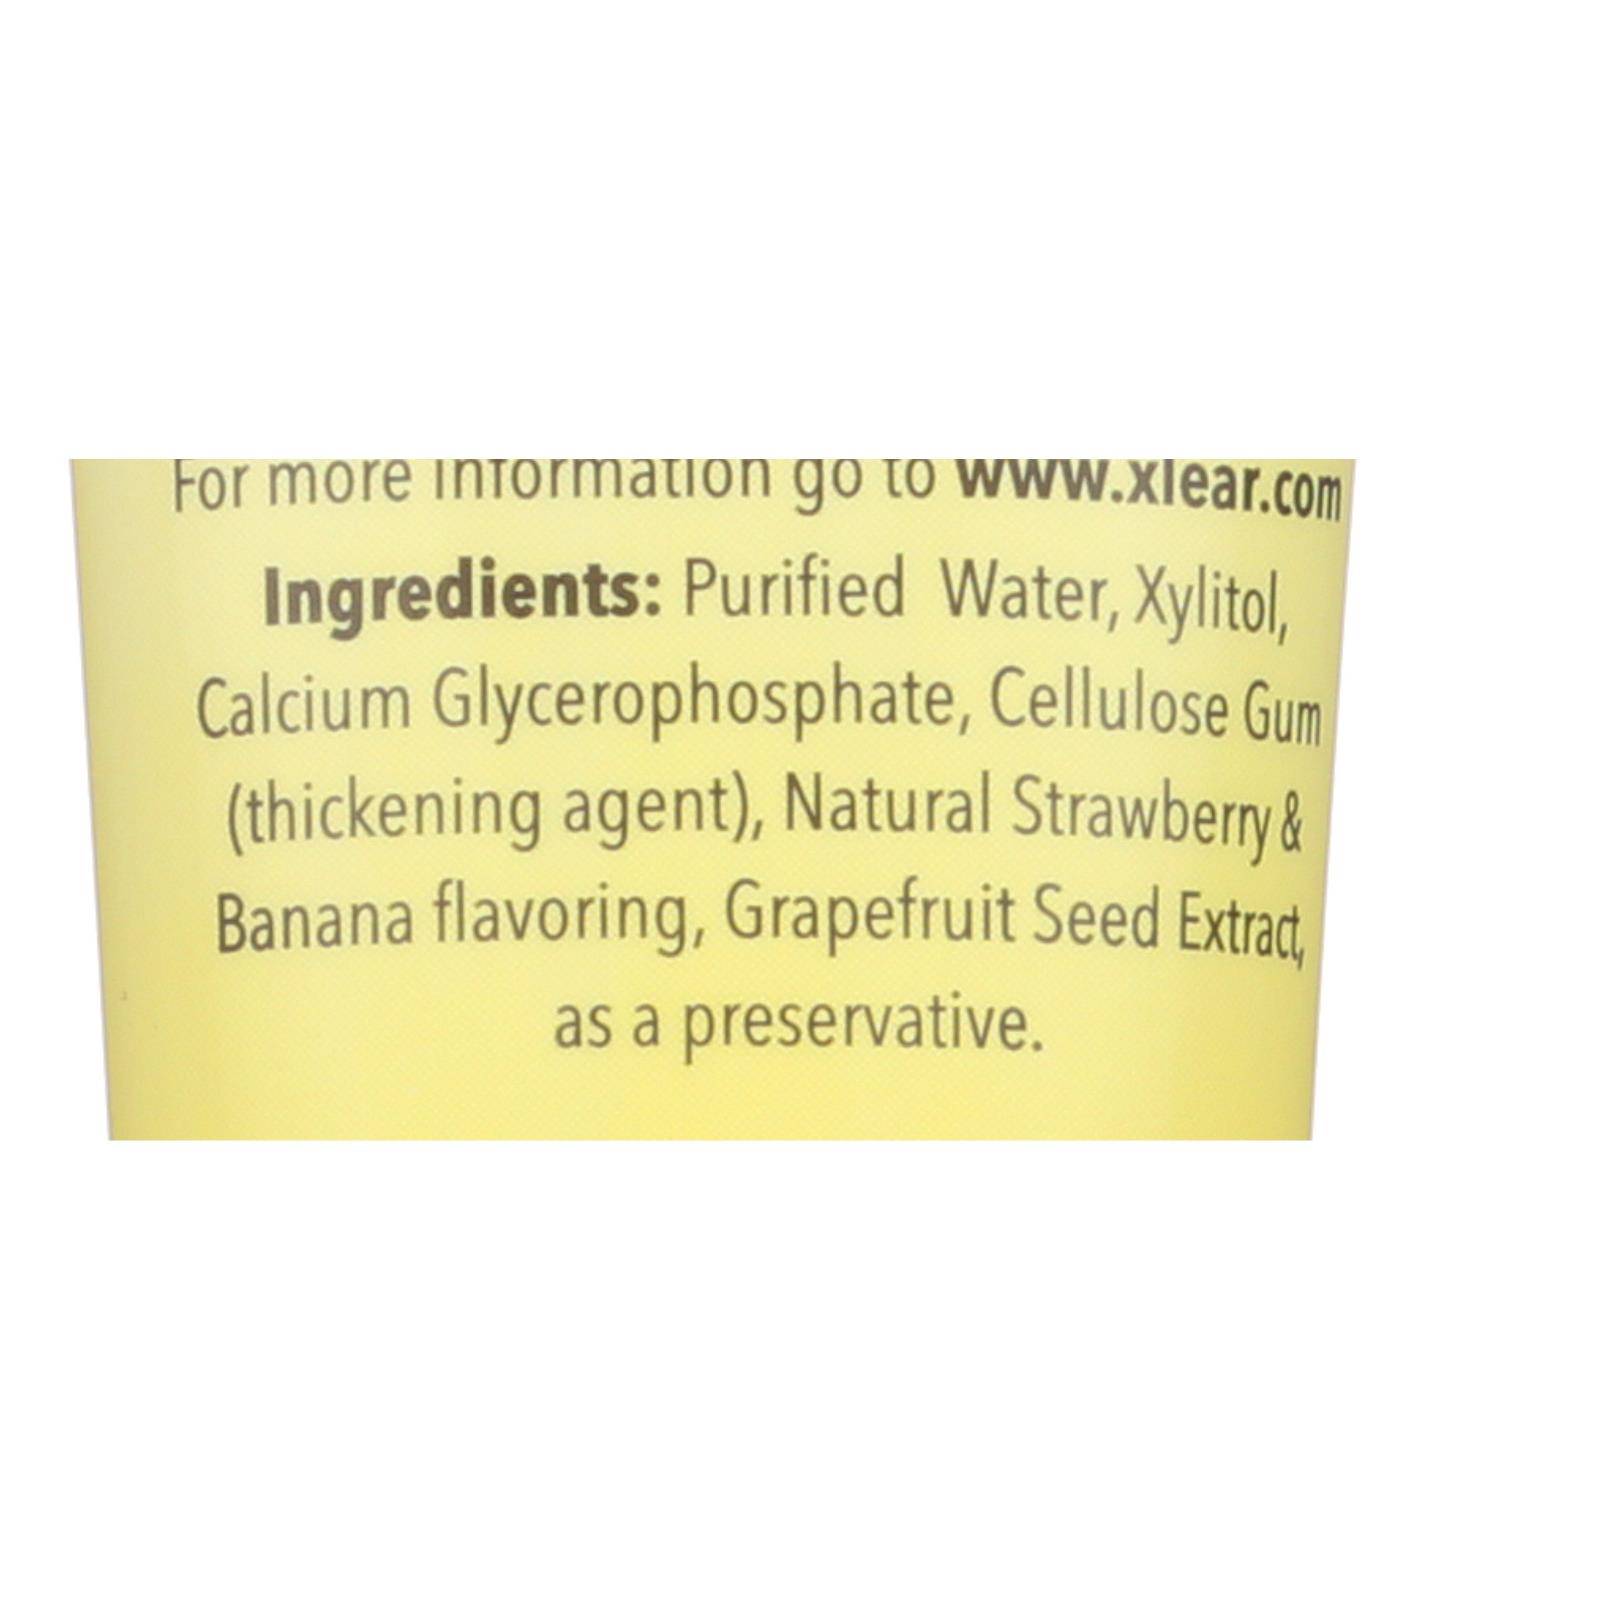 For more information go to www.xlear.com
Ingredients: Purified Water, Xylitol,
Calcium Glycerophosphate, Cellulose Gum
(thickening agent), Natural Strawberry &
Banana flavoring, Grapefruit Seed Extract,
as a preservative.